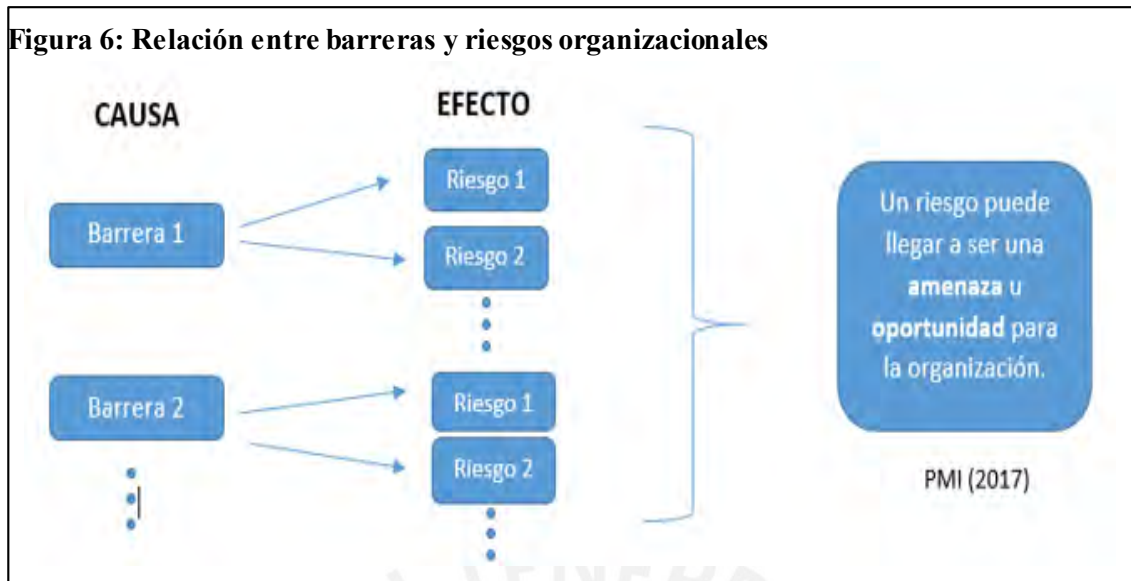 Figura 6: Relación entre barreras y riesgos organizacionales
CAUSA
EFECTO
Barrera 1
Riesgo 1
Riesgo 2
Barrera 2
Riesgo 1
Riesgo 2
Un riesgo puede
llegar a ser una
amenaza u
oportunidad para
la organización.
PMI (2017)